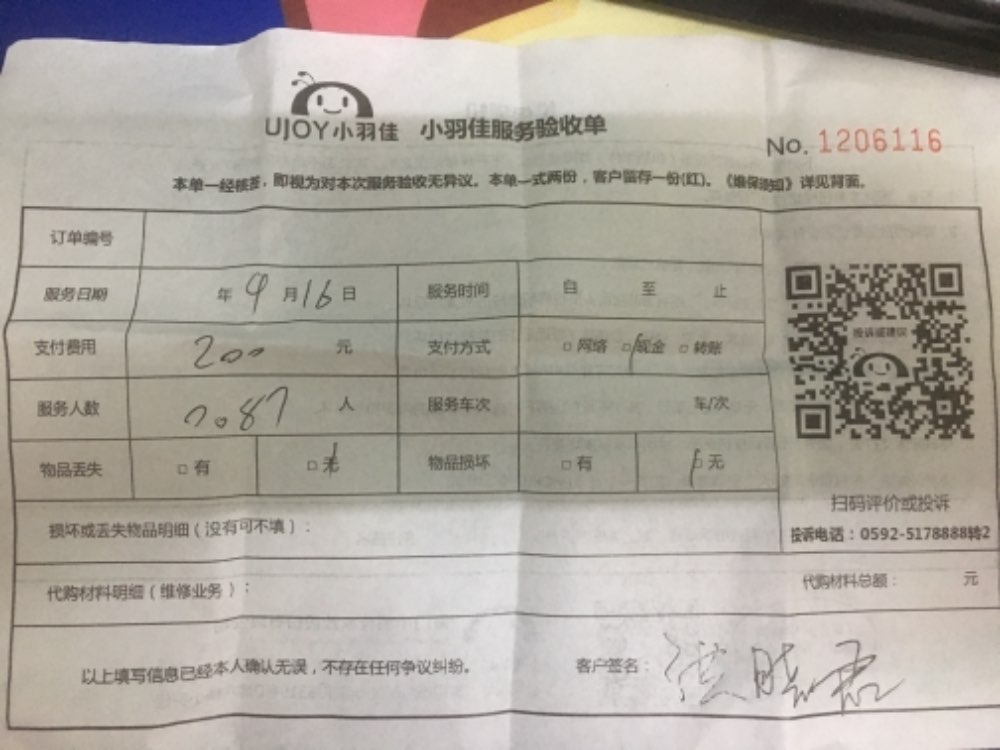 UJOY小羽佳 小羽佳服务验收单
No. 1206116
本单一经核签，即视为对本次服务验收无异议。本单一式两份，客户留存一份(红)。《维保须知》详见背面。
订单编号
服务日期 年 9 月 16 日 服务时间 自 至 止
支付费用 200 元 支付方式 □ 网络 □ 现金 □ 转账
投诉或建议
服务人数 2087 人 服务车次 车/次
物品丢失 □ 有 □ 无 物品损坏 □ 有 □ 无
扫码评价或投诉
损坏或丢失物品明细（没有可不填）：
投诉电话：0592-5178888转2
代购材料明细（维修业务）： 代购材料总额： 元
以上填写信息已经本人确认无误，不存在任何争议纠纷。 客户签名：